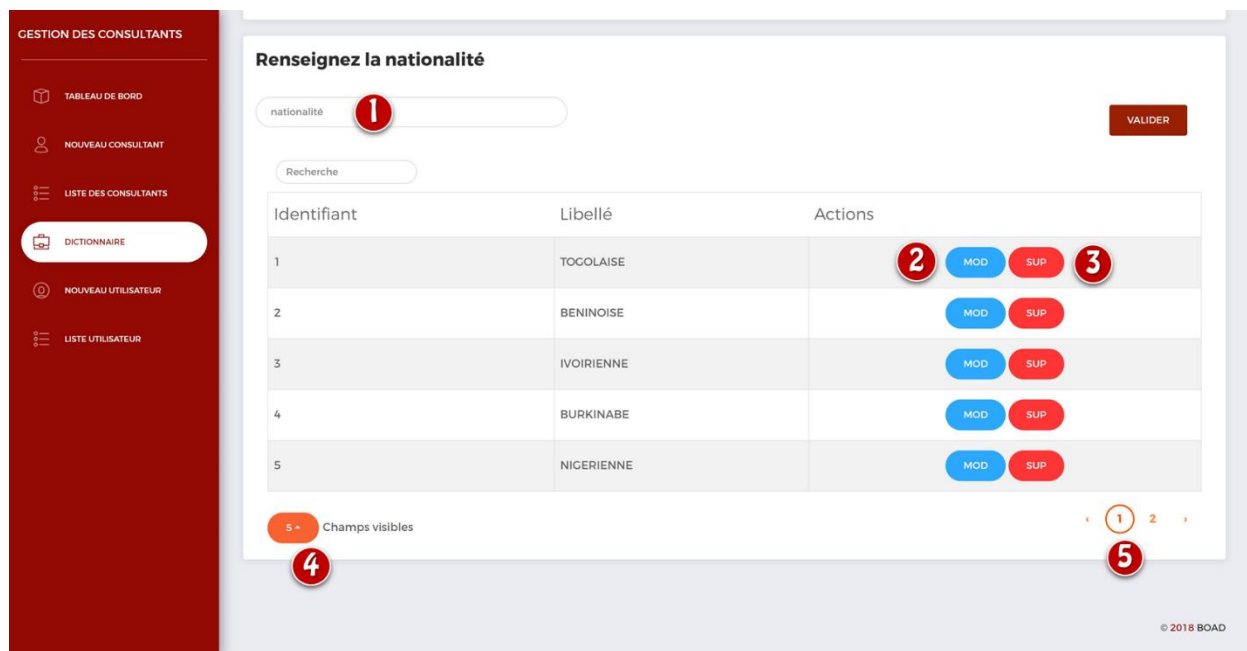 GESTION DES CONSULTANTS
TABLEAU DE BORD
NOUVEAU CONSULTANT
LISTE DES CONSULTANTS
DICTIONNAIRE
NOUVEAU UTILISATEUR
LISTE UTILISATEUR
Renseignez la nationalité
nationalité 1
VALIDER
Recherche
Identifiant Libellé Actions
1 TOGOLAISE 2 MOD SUP 3
2 BENINOISE MOD SUP
3 IVOIRIENNE MOD SUP
4 BURKINABE MOD SUP
5 NIGERIENNE MOD SUP
5 Champs visibles ‹ 1 2 ›
4 5
© 2018 BOAD